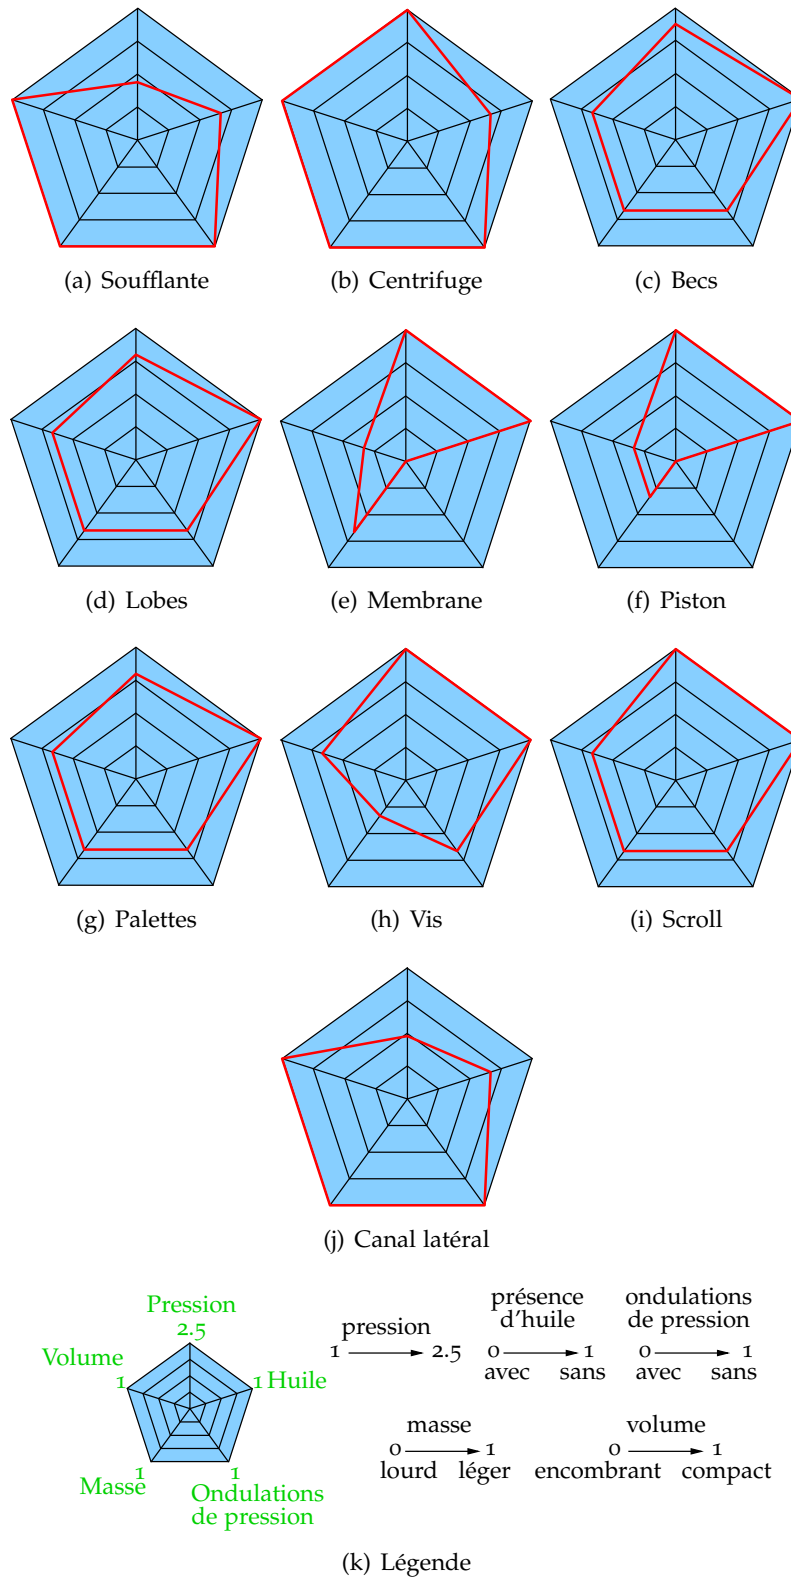 (a) Soufflante
(b) Centrifuge
(c) Becs
(d) Lobes
(e) Membrane
(f) Piston
(g) Palettes
(h) Vis
(i) Scroll
(j) Canal latéral
Pression
2.5
Volume
1
1 Huile
Masse
1
1
Ondulations
de pression
pression
1 2.5
présence
d'huile
0 1
avec sans
ondulations
de pression
0 1
avec sans
masse
0 1
lourd léger
volume
0 1
encombrant compact
(k) Légende